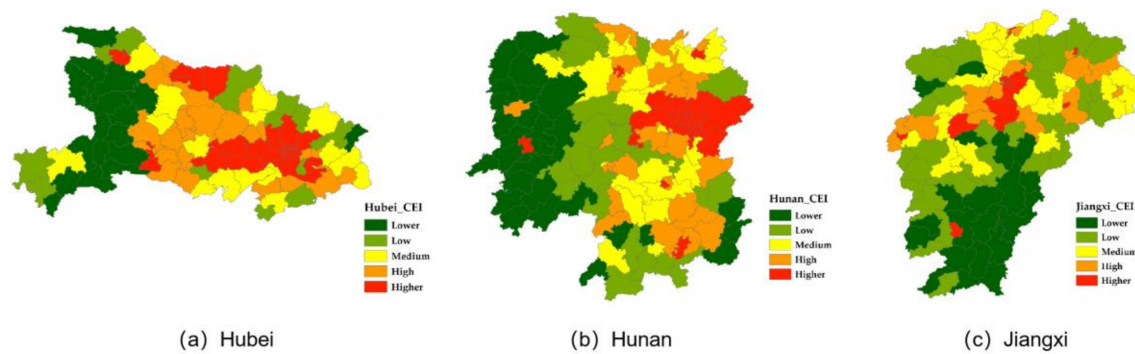 Hubei_CEI
Lower
Low
Medium
High
Higher
Hunan_CEI
Lower
Low
Medium
High
Higher
Jiangxi_CEI
Lower
Low
Medium
High
Higher
(a) Hubei
(b) Hunan
(c) Jiangxi